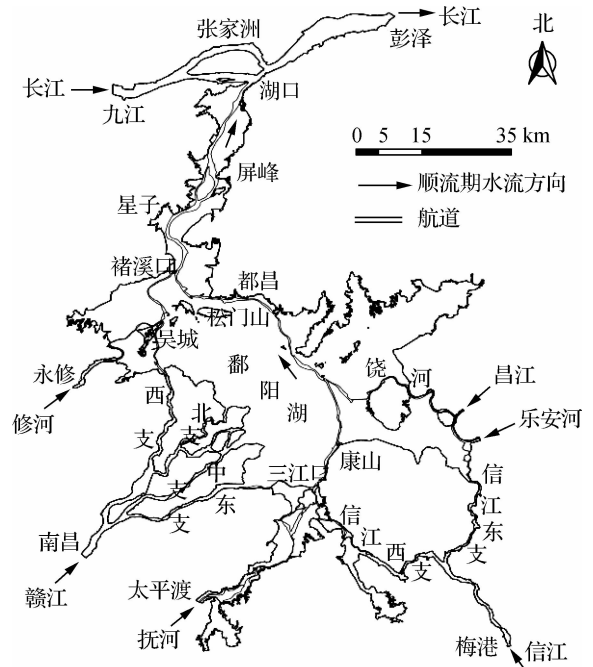 长江
张家洲
彭泽
北
长江
九江
湖口
0 5 15 35 km
屏峰
顺流期水流方向
星子
航道
褚溪口
都昌
松门山
吴城
鄱阳湖
饶河
昌江
永修
修河
西支
北支
乐安河
中支
三江口
康山
东支
信江东支
信江西支
南昌
赣江
太平渡
抚河
梅港
信江